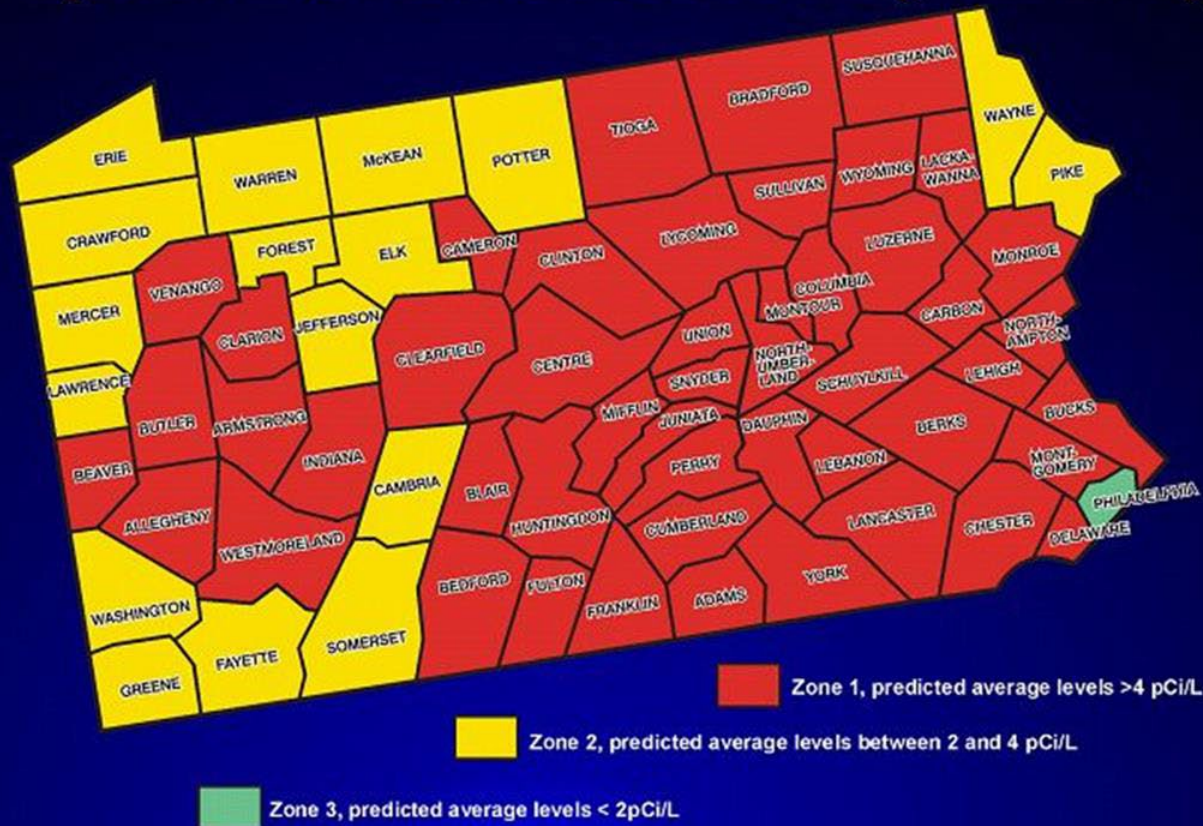 SUSQUEHANNA
BRADFORD
WAYNE
TIOGA
ERIE
McKEAN
POTTER
WARREN
WYOMING
LACKA-
WANNA
PIKE
SULLIVAN
CRAWFORD
FOREST
ELK
CAMERON
CLINTON
LYCOMING
LUZERNE
MONROE
VENANGO
COLUMBIA
MERCER
JEFFERSON
MONTOUR
CARBON
CLARION
UNION
NORTH-
AMPTON
CLEARFIELD
CENTRE
NORTH-
UMBER-
LAND
LAWRENCE
SNYDER
SCHUYLKILL
LEHIGH
BUTLER
ARMSTRONG
MIFFLIN
JUNIATA
DAUPHIN
BERKS
BUCKS
BEAVER
INDIANA
PERRY
LEBANON
MONT-
GOMERY
CAMBRIA
BLAIR
PHILADELPHIA
ALLEGHENY
HUNTINGDON
CUMBERLAND
LANCASTER
CHESTER
DELAWARE
WESTMORELAND
BEDFORD
FULTON
YORK
WASHINGTON
FRANKLIN
ADAMS
SOMERSET
FAYETTE
GREENE
Zone 1, predicted average levels >4 pCi/L
Zone 2, predicted average levels between 2 and 4 pCi/L
Zone 3, predicted average levels < 2pCi/L